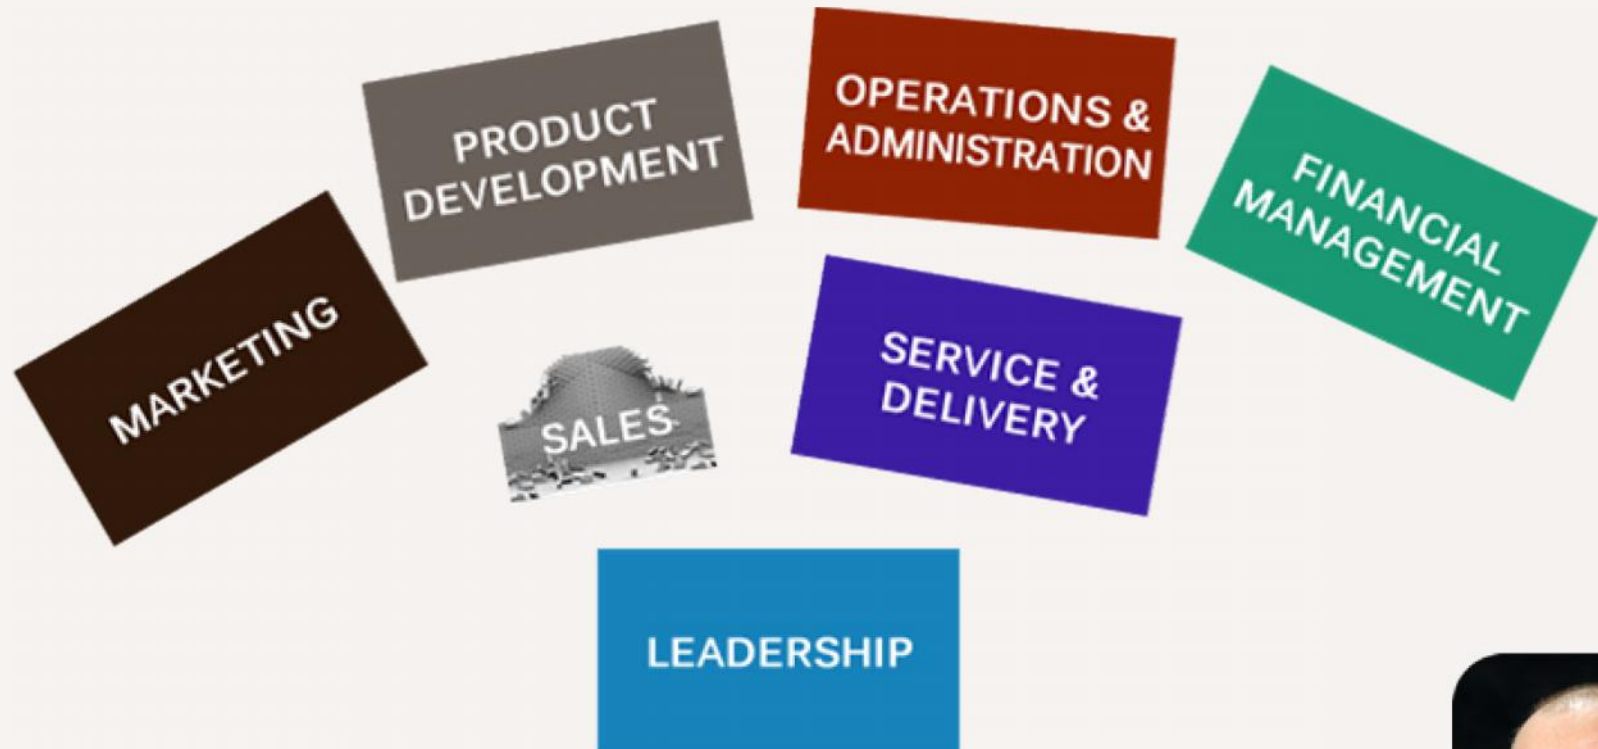 PRODUCT
DEVELOPMENT
OPERATIONS &
ADMINISTRATION
FINANCIAL
MANAGEMENT
MARKETING
SALES
SERVICE &
DELIVERY
LEADERSHIP